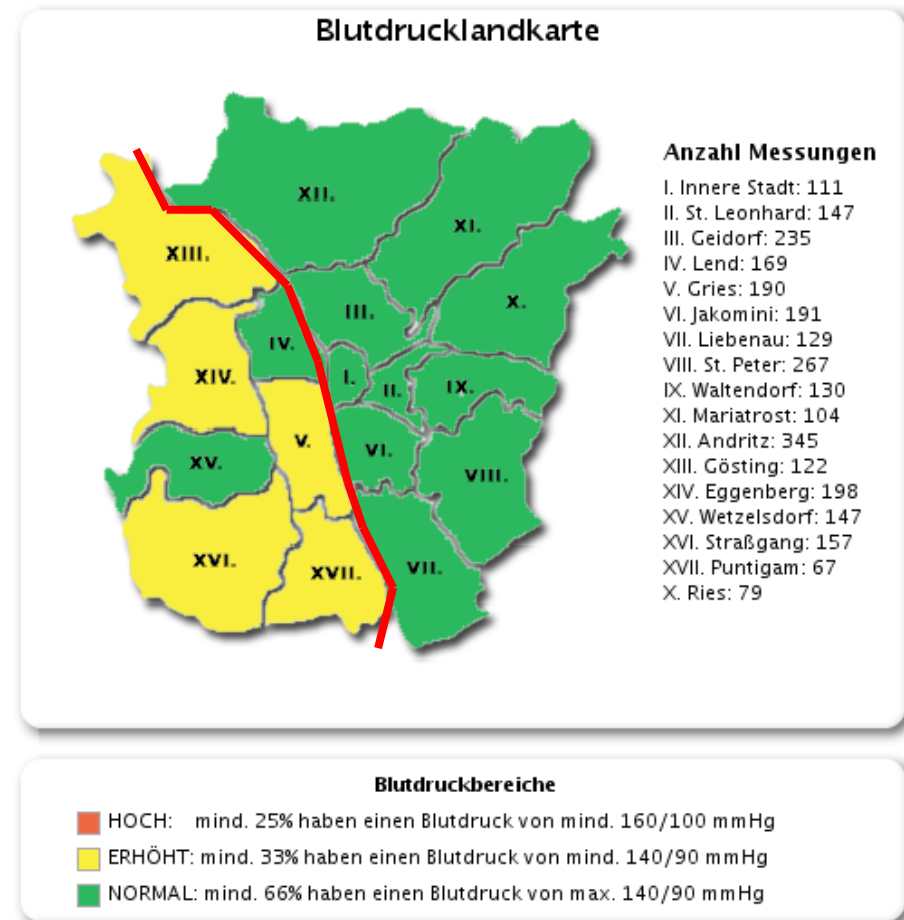 Blutdrucklandkarte
XII.
XI.
XIII.
X.
III.
IV.
XIV.
I.
II.
IX.
V.
VI.
XV.
VIII.
XVI.
XVII.
VII.
Anzahl Messungen
I. Innere Stadt: 111
II. St. Leonhard: 147
III. Geidorf: 235
IV. Lend: 169
V. Gries: 190
VI. Jakomini: 191
VII. Liebenau: 129
VIII. St. Peter: 267
IX. Waltendorf: 130
XI. Mariatrost: 104
XII. Andritz: 345
XIII. Gösting: 122
XIV. Eggenberg: 198
XV. Wetzelsdorf: 147
XVI. Straßgang: 157
XVII. Puntigam: 67
X. Ries: 79
Blutdruckbereiche
HOCH: mind. 25% haben einen Blutdruck von mind. 160/100 mmHg
ERHÖHT: mind. 33% haben einen Blutdruck von mind. 140/90 mmHg
NORMAL: mind. 66% haben einen Blutdruck von max. 140/90 mmHg